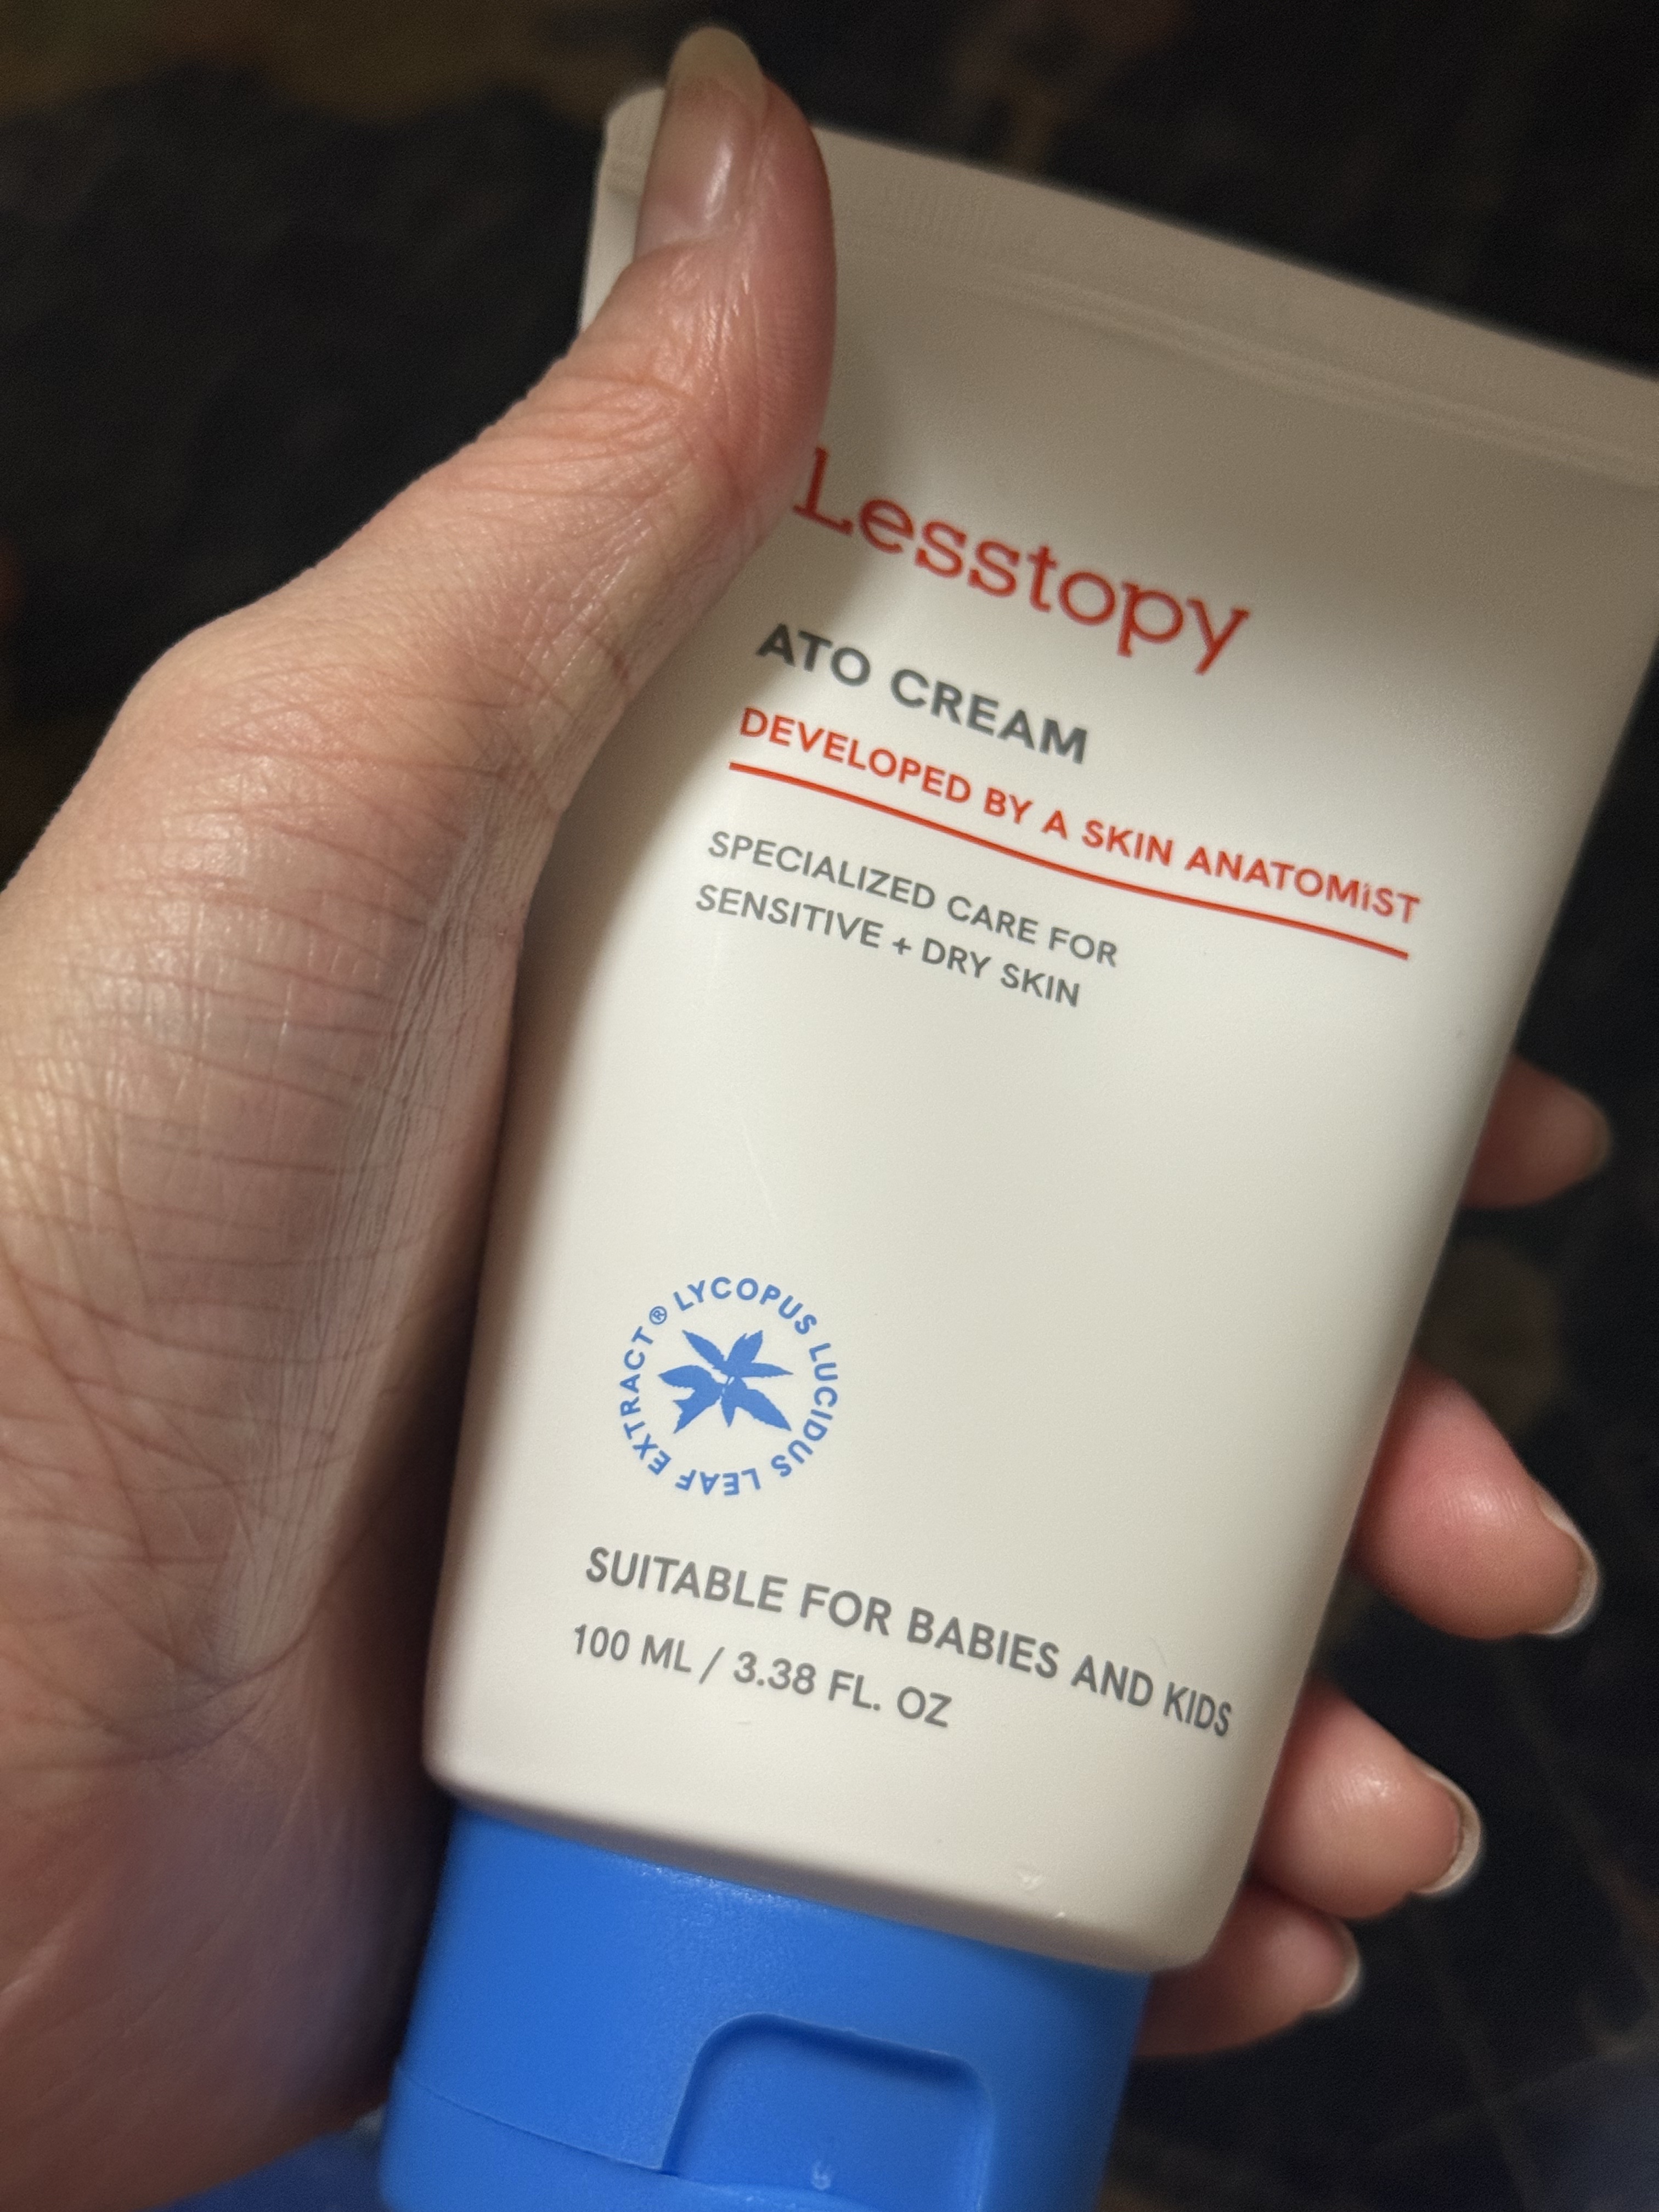 Lesstopy
ATO CREAM
DEVELOPED BY A SKIN ANATOMiST
SPECIALIZED CARE FOR
SENSITIVE + DRY SKIN
LYCOPUS LUCIDUS LEAF EXTRACT®
SUITABLE FOR BABIES AND KIDS
100 ML / 3.38 FL. OZ